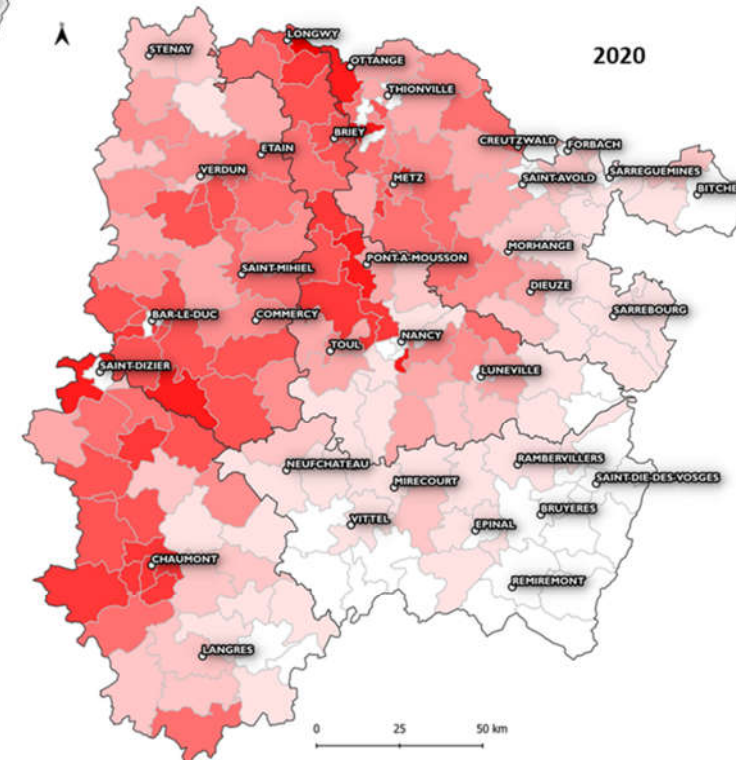 LONGWY
STENAY
2020
OTTANGE
THIONVILLE
BRIEY
CREUTZWALD
FORBACH
ETAIN
VERDUN
METZ
SAINT-AVOLD
SARREGUEMINES
BITCHE
MORHANGE
PONT-A-MOUSSON
SAINT-MIHIEL
DIEUZE
BAR-LE-DUC
COMMERCY
SARREBOURG
NANCY
TOUL
SAINT-DIZIER
LUNEVILLE
NEUFCHATEAU
RAMBERVILLERS
MIRECOURT
SAINT-DIE-DES-VOSGES
VITTEL
BRUYERES
EPINAL
CHAUMONT
REMIREMONT
LANGRES
0 25 50 km